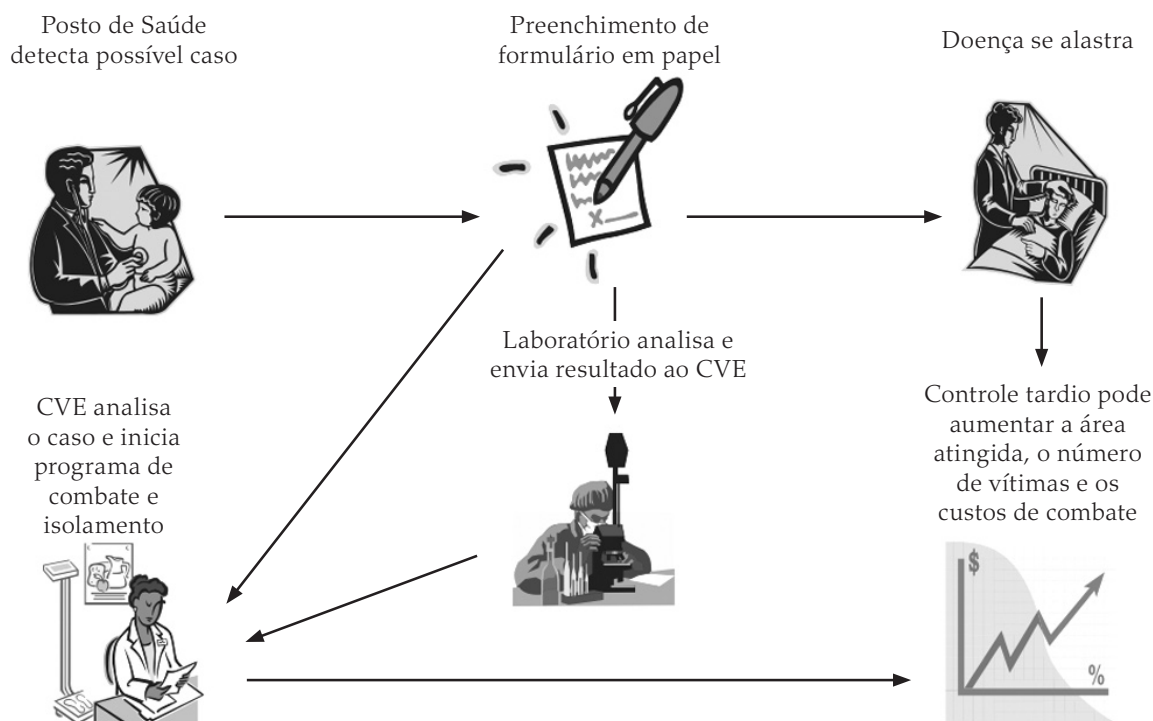 Posto de Saúde
detecta possível caso
Preenchimento de
formulário em papel
Doença se alastra
Laboratório analisa e
envia resultado ao CVE
CVE analisa
o caso e inicia
programa de
combate e
isolamento
Controle tardio pode
aumentar a área
atingida, o número
de vítimas e os
custos de combate
$
%